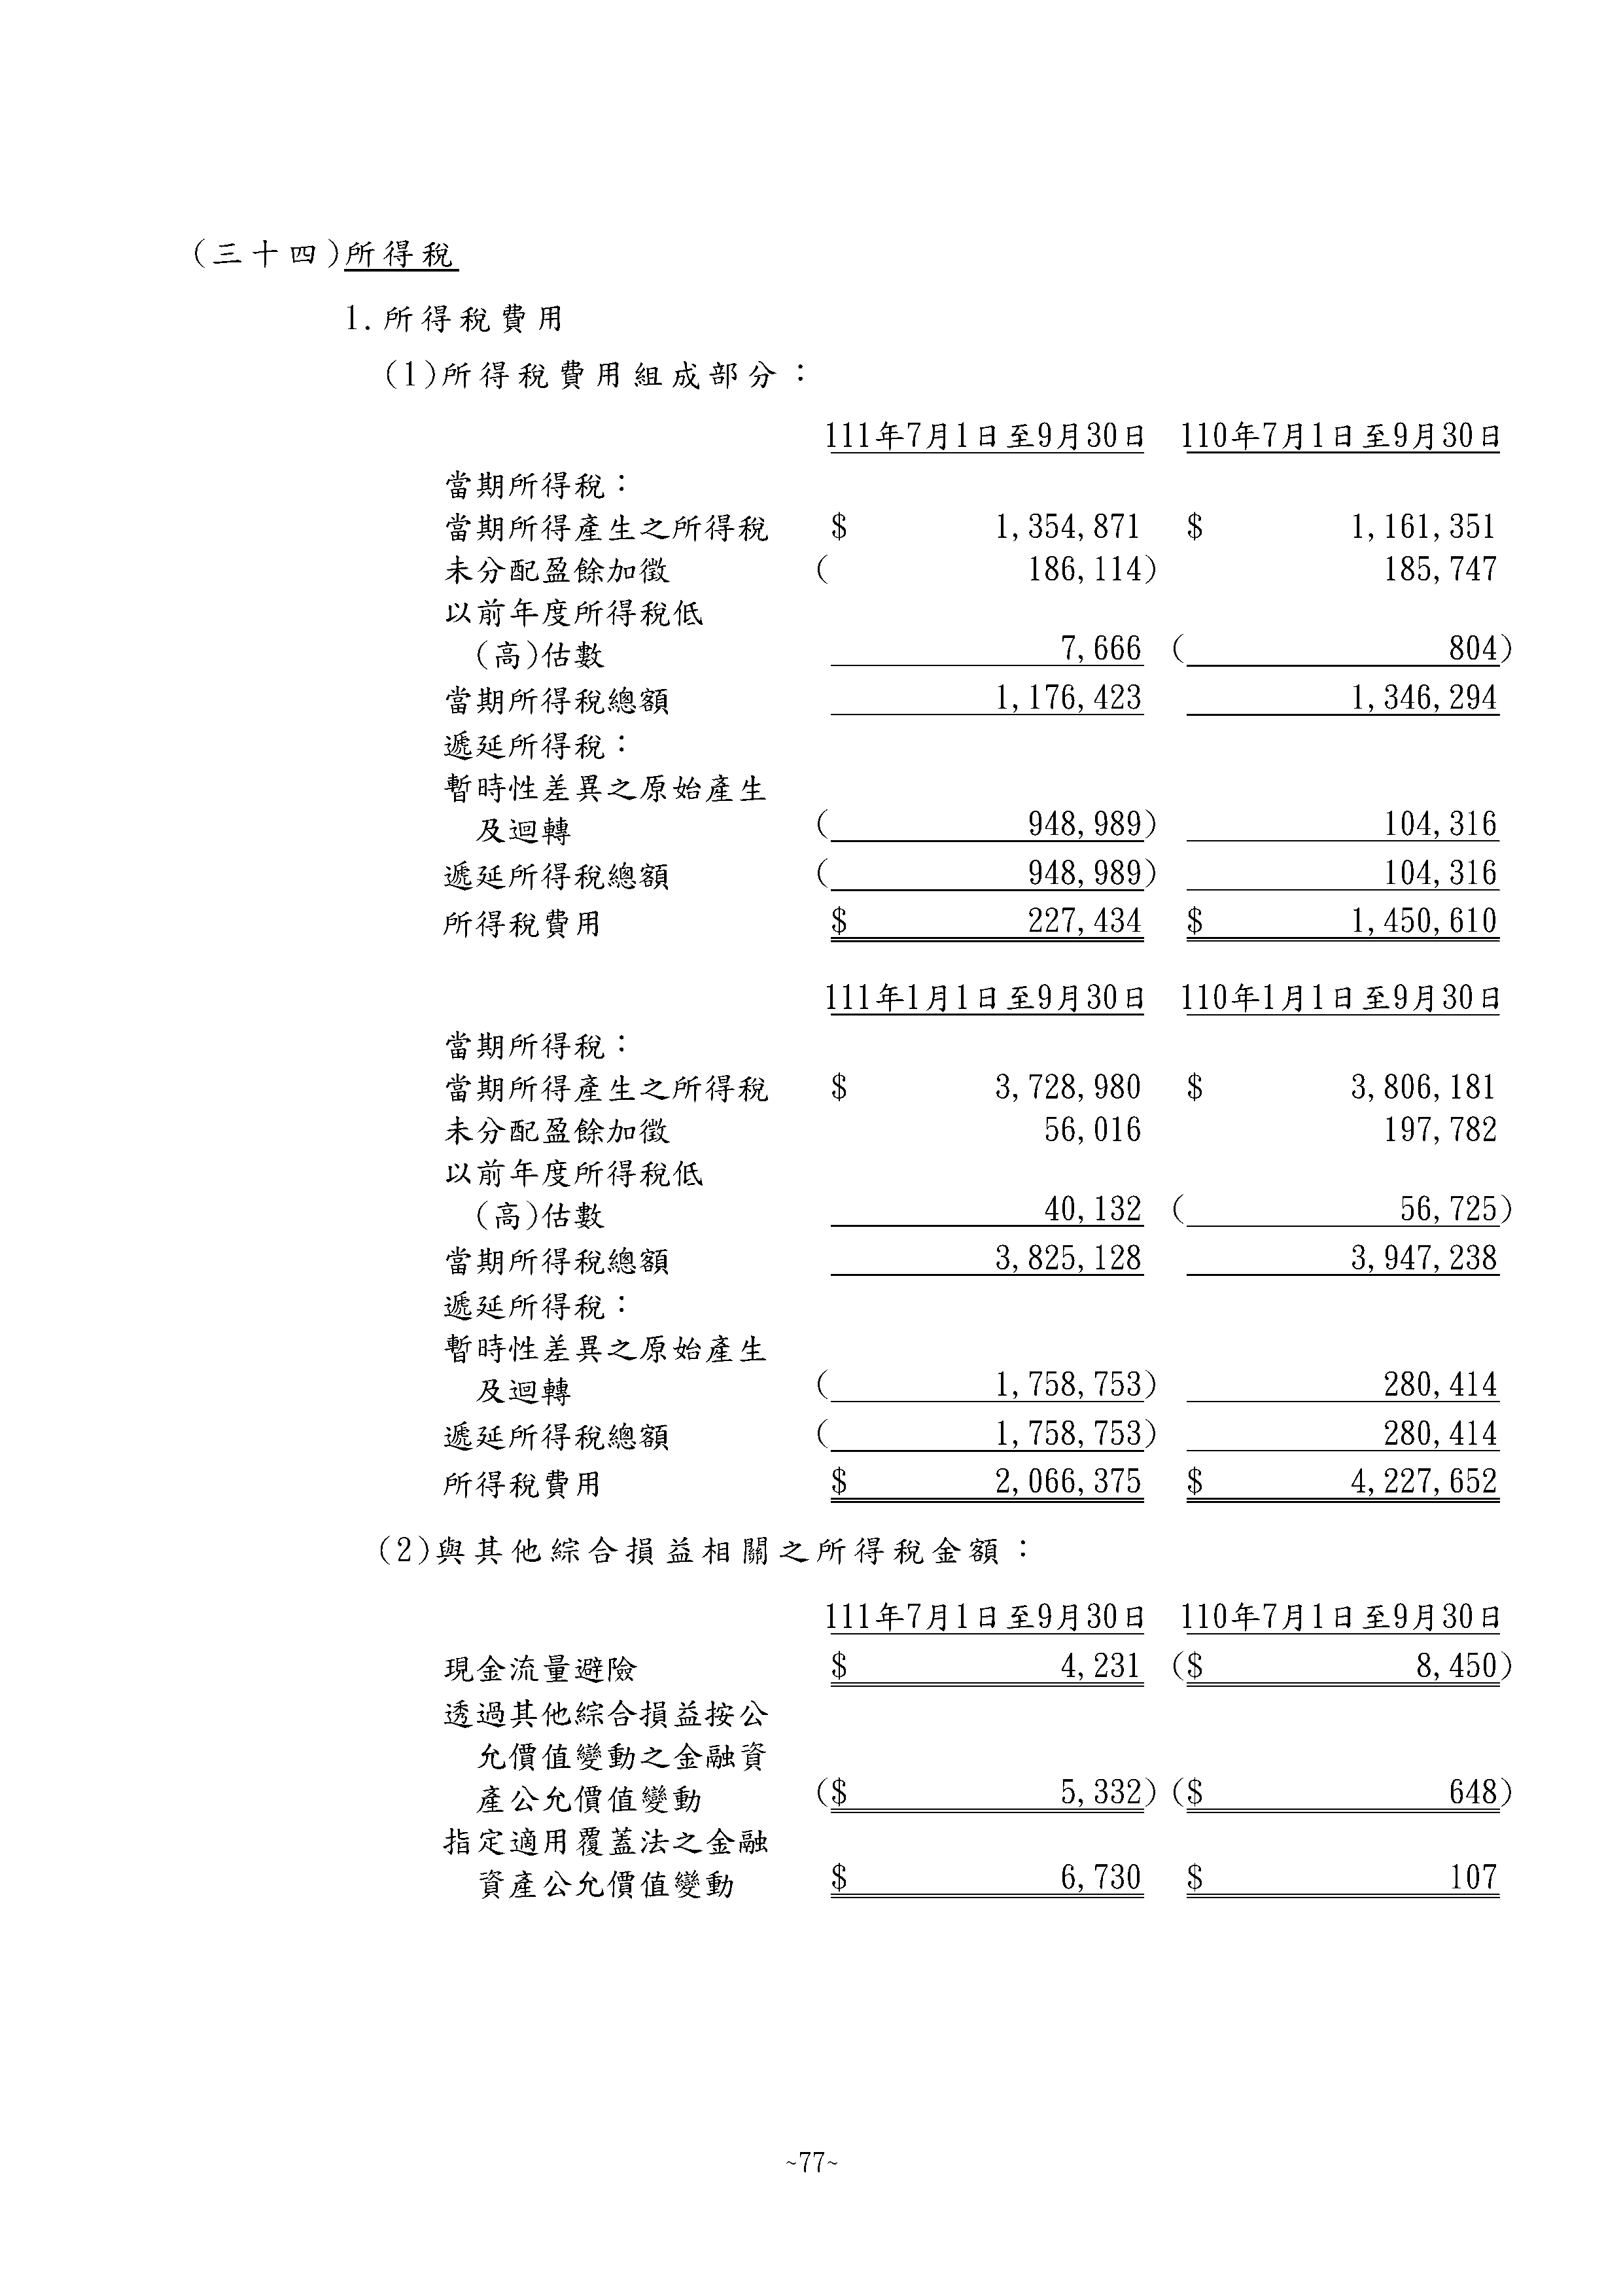 (三十四)所得稅
1.所得稅費用
(1)所得稅費用組成部分：
111年7月1日至9月30日 110年7月1日至9月30日
當期所得稅：
當期所得產生之所得稅 $ 1,354,871 $ 1,161,351
未分配盈餘加徵 ( 186,114) 185,747
以前年度所得稅低
(高)估數 7,666 ( 804)
當期所得稅總額 1,176,423 1,346,294
遞延所得稅：
暫時性差異之原始產生
及迴轉 ( 948,989) 104,316
遞延所得稅總額 ( 948,989) 104,316
所得稅費用 $ 227,434 $ 1,450,610
111年1月1日至9月30日 110年1月1日至9月30日
當期所得稅：
當期所得產生之所得稅 $ 3,728,980 $ 3,806,181
未分配盈餘加徵 56,016 197,782
以前年度所得稅低
(高)估數 40,132 ( 56,725)
當期所得稅總額 3,825,128 3,947,238
遞延所得稅：
暫時性差異之原始產生
及迴轉 ( 1,758,753) 280,414
遞延所得稅總額 ( 1,758,753) 280,414
所得稅費用 $ 2,066,375 $ 4,227,652
(2)與其他綜合損益相關之所得稅金額：
111年7月1日至9月30日 110年7月1日至9月30日
現金流量避險 $ 4,231 ($ 8,450)
透過其他綜合損益按公
允價值變動之金融資
產公允價值變動 ($ 5,332) ($ 648)
指定適用覆蓋法之金融
資產公允價值變動 $ 6,730 $ 107
~77~